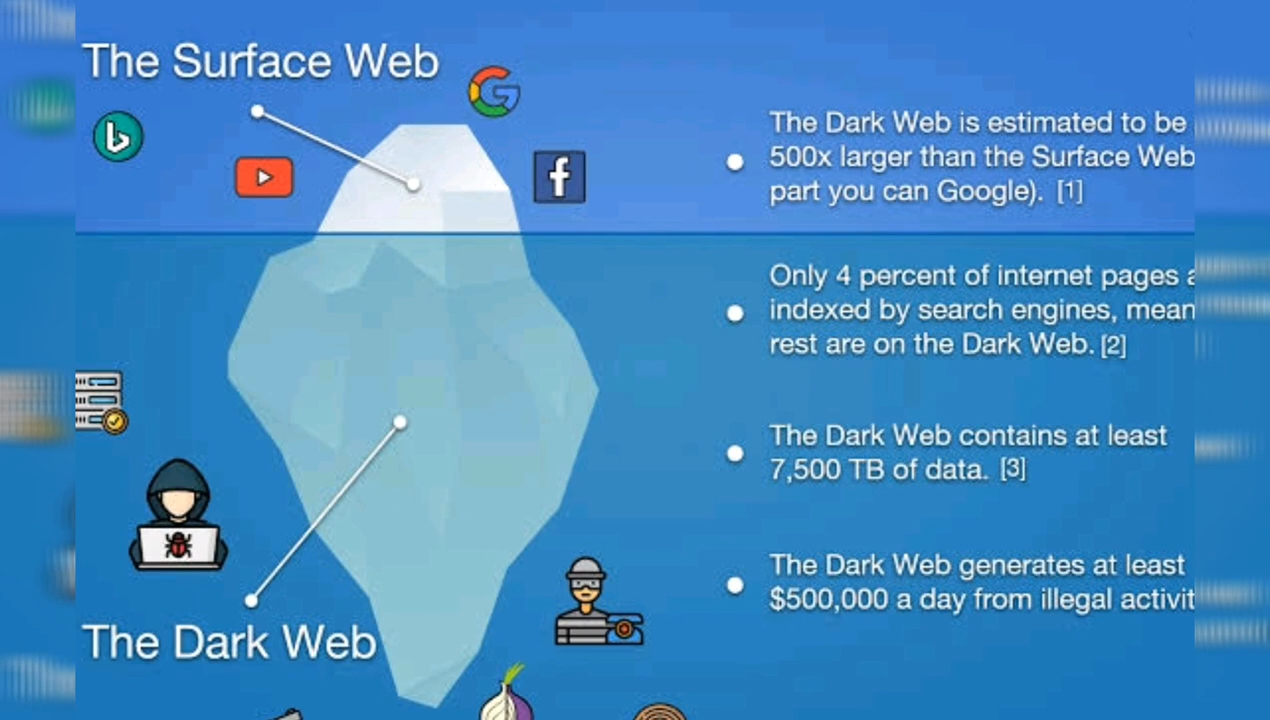 The Surface Web
The Dark Web is estimated to be
500x larger than the Surface Web
part you can Google). [1]
Only 4 percent of internet pages
indexed by search engines,
rest are on the Dark Web. [2]
The Dark Web contains at least
7,500 TB of data. [3]
The Dark Web generates at least
$500,000 a day from illegal
The Dark Web